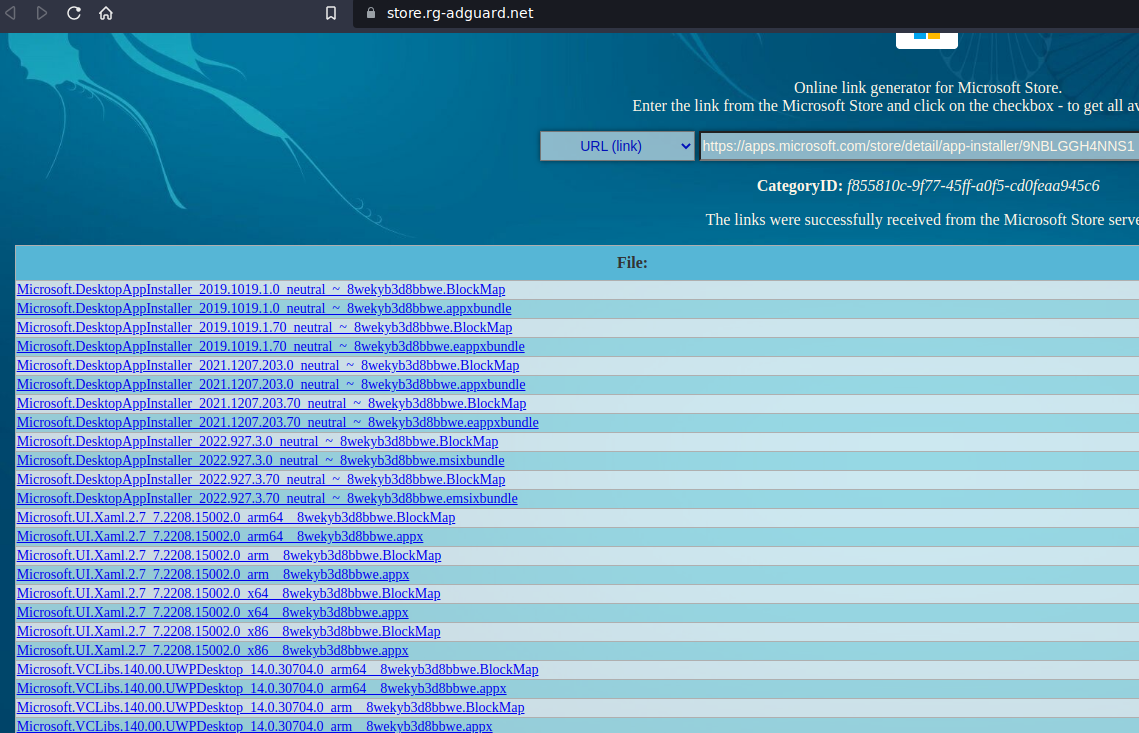 store.rg-adguard.net
Online link generator for Microsoft Store.
Enter the link from the Microsoft Store and click on the checkbox - to get all
URL (link) https://apps.microsoft.com/store/detail/app-installer/9NBLGGH4NNS1
CategoryID: f855810c-9f77-45ff-a0f5-cd0feaa945c6
The links were successfully received from the Microsoft Store
File:
Microsoft.DesktopAppInstaller_2019.1019.1.0_neutral_~_8wekyb3d8bbwe.BlockMap
Microsoft.DesktopAppInstaller_2019.1019.1.0_neutral_~_8wekyb3d8bbwe.appxbundle
Microsoft.DesktopAppInstaller_2019.1019.1.70_neutral_~_8wekyb3d8bbwe.BlockMap
Microsoft.DesktopAppInstaller_2019.1019.1.70_neutral_~_8wekyb3d8bbwe.eappxbundle
Microsoft.DesktopAppInstaller_2021.1207.203.0_neutral_~_8wekyb3d8bbwe.BlockMap
Microsoft.DesktopAppInstaller_2021.1207.203.0_neutral_~_8wekyb3d8bbwe.appxbundle
Microsoft.DesktopAppInstaller_2021.1207.203.70_neutral_~_8wekyb3d8bbwe.BlockMap
Microsoft.DesktopAppInstaller_2021.1207.203.70_neutral_~_8wekyb3d8bbwe.eappxbundle
Microsoft.DesktopAppInstaller_2022.927.3.0_neutral_~_8wekyb3d8bbwe.BlockMap
Microsoft.DesktopAppInstaller_2022.927.3.0_neutral_~_8wekyb3d8bbwe.msixbundle
Microsoft.DesktopAppInstaller_2022.927.3.70_neutral_~_8wekyb3d8bbwe.BlockMap
Microsoft.DesktopAppInstaller_2022.927.3.70_neutral_~_8wekyb3d8bbwe.emsixbundle
Microsoft.UI.Xaml.2.7_7.2208.15002.0_arm64__8wekyb3d8bbwe.BlockMap
Microsoft.UI.Xaml.2.7_7.2208.15002.0_arm64__8wekyb3d8bbwe.appx
Microsoft.UI.Xaml.2.7_7.2208.15002.0_arm__8wekyb3d8bbwe.BlockMap
Microsoft.UI.Xaml.2.7_7.2208.15002.0_arm__8wekyb3d8bbwe.appx
Microsoft.UI.Xaml.2.7_7.2208.15002.0_x64__8wekyb3d8bbwe.BlockMap
Microsoft.UI.Xaml.2.7_7.2208.15002.0_x64__8wekyb3d8bbwe.appx
Microsoft.UI.Xaml.2.7_7.2208.15002.0_x86__8wekyb3d8bbwe.BlockMap
Microsoft.UI.Xaml.2.7_7.2208.15002.0_x86__8wekyb3d8bbwe.appx
Microsoft.VCLibs.140.00.UWPDesktop_14.0.30704.0_arm64__8wekyb3d8bbwe.BlockMap
Microsoft.VCLibs.140.00.UWPDesktop_14.0.30704.0_arm64__8wekyb3d8bbwe.appx
Microsoft.VCLibs.140.00.UWPDesktop_14.0.30704.0_arm__8wekyb3d8bbwe.BlockMap
Microsoft.VCLibs.140.00.UWPDesktop_14.0.30704.0_arm__8wekyb3d8bbwe.appx